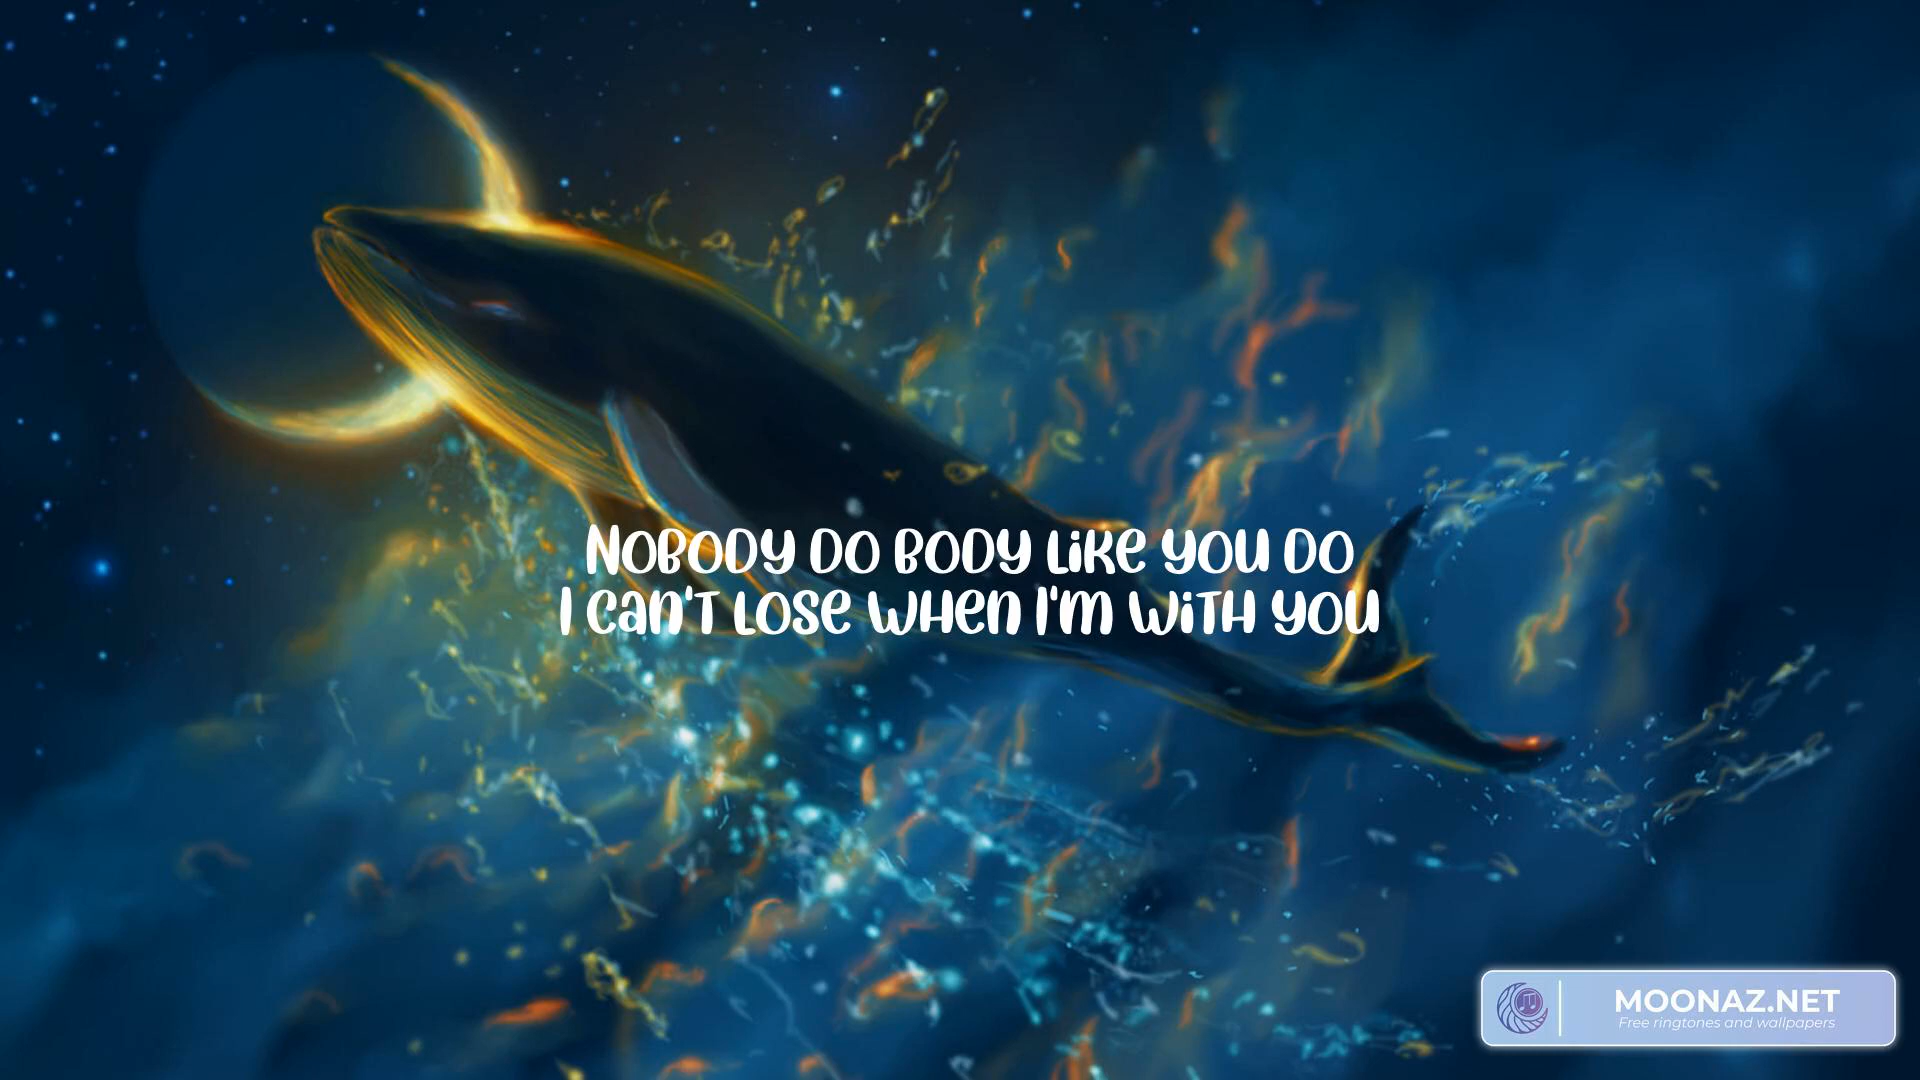 Nobody do body like you do
I can't lose when I'm with you
MOONAZ.NET
Free ringtones and wallpapers